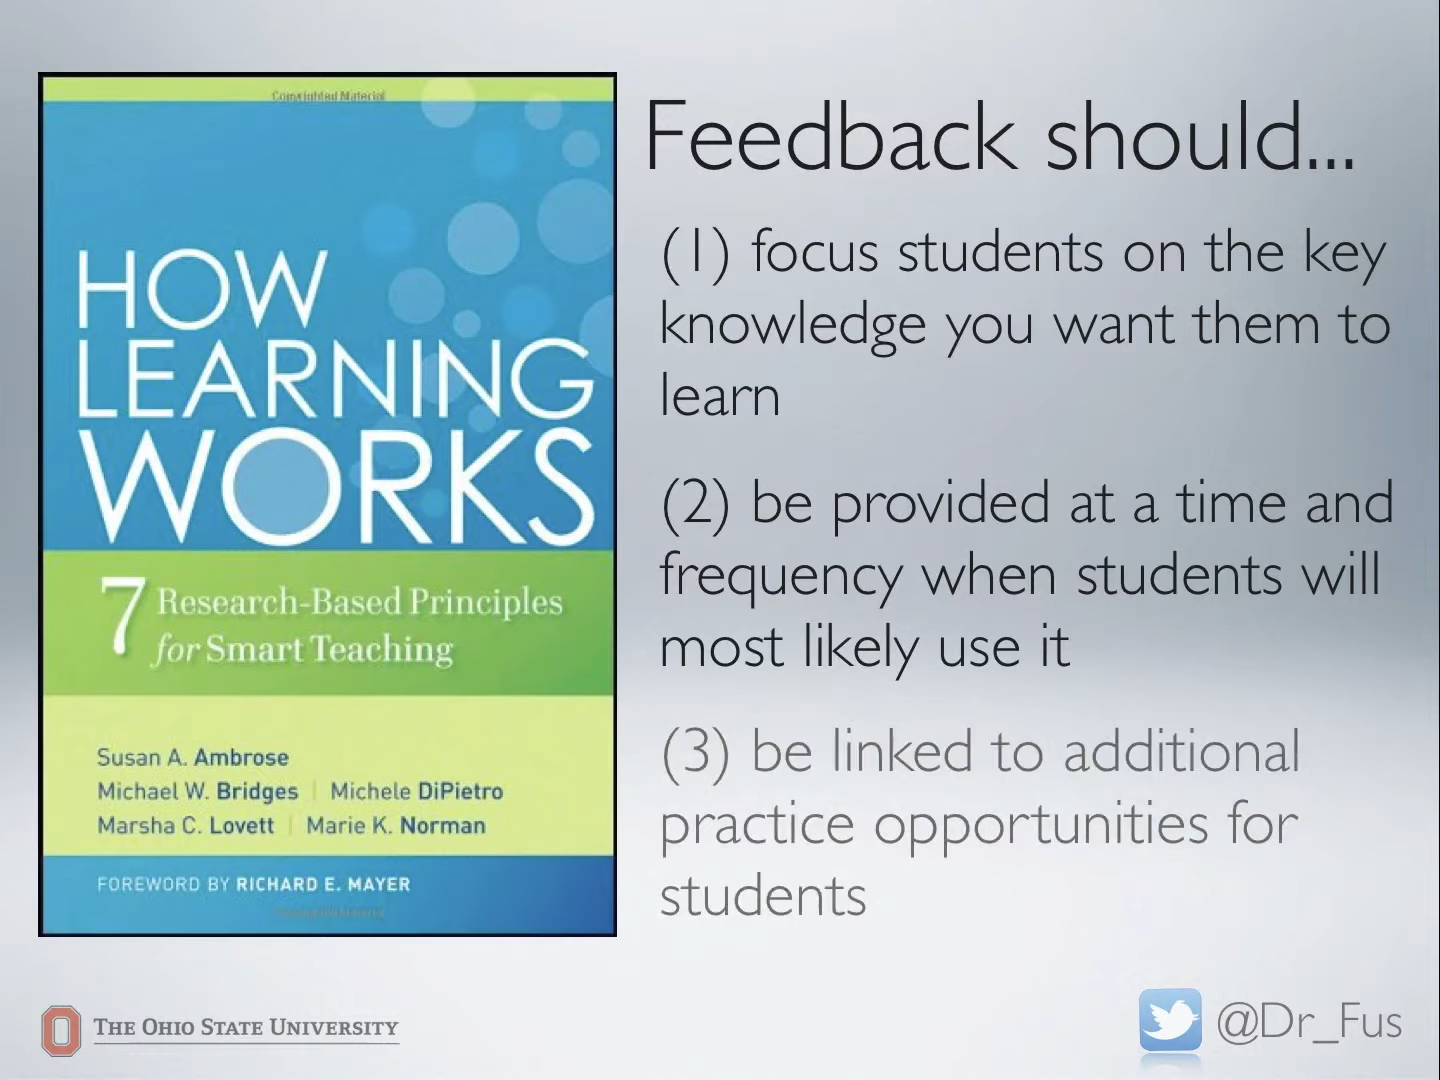 Copyrighted Material
HOW
LEARNING
WORKS
7 Research-Based Principles
for Smart Teaching
Susan A. Ambrose
Michael W. Bridges | Michele DiPietro
Marsha C. Lovett | Marie K. Norman
FOREWORD BY RICHARD E. MAYER
Copyrighted Material
Feedback should...
(1) focus students on the key
knowledge you want them to
learn
(2) be provided at a time and
frequency when students will
most likely use it
(3) be linked to additional
practice opportunities for
students
THE OHIO STATE UNIVERSITY
@Dr_Fus